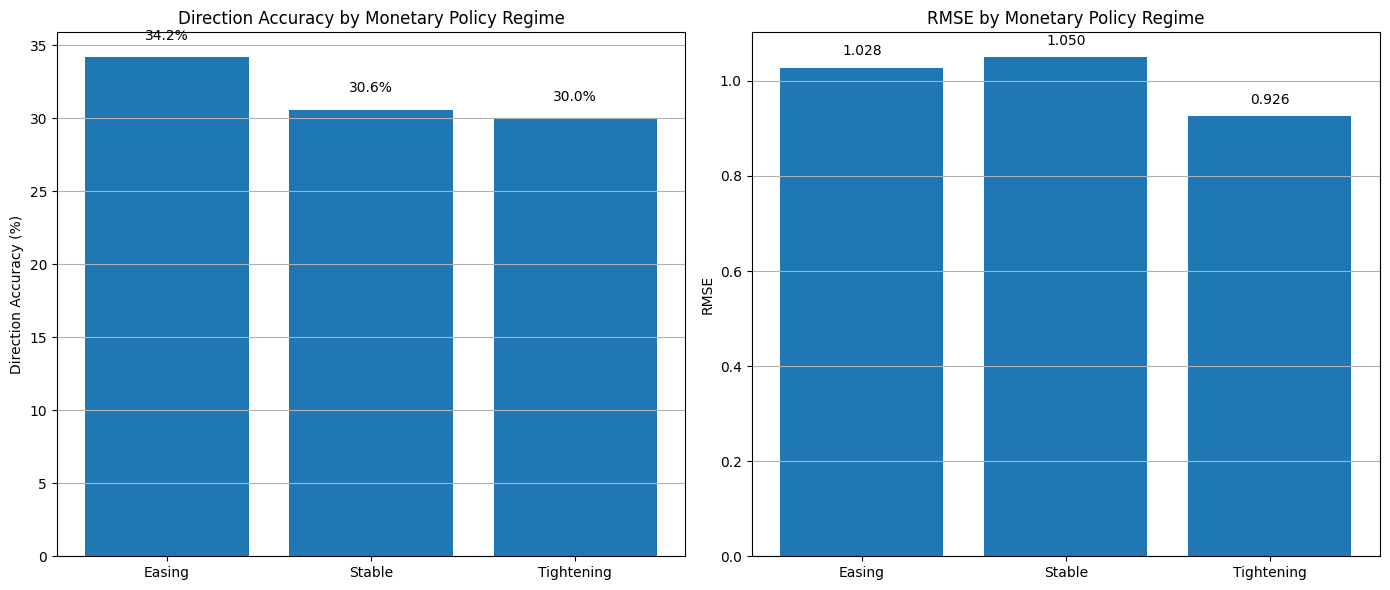 Direction Accuracy by Monetary Policy Regime
34.2%
30.6%
30.0%
35
30
25
20
15
10
5
0
Direction Accuracy (%)
Easing
Stable
Tightening
RMSE by Monetary Policy Regime
1.028
1.050
0.926
1.0
0.8
0.6
0.4
0.2
0.0
RMSE
Easing
Stable
Tightening